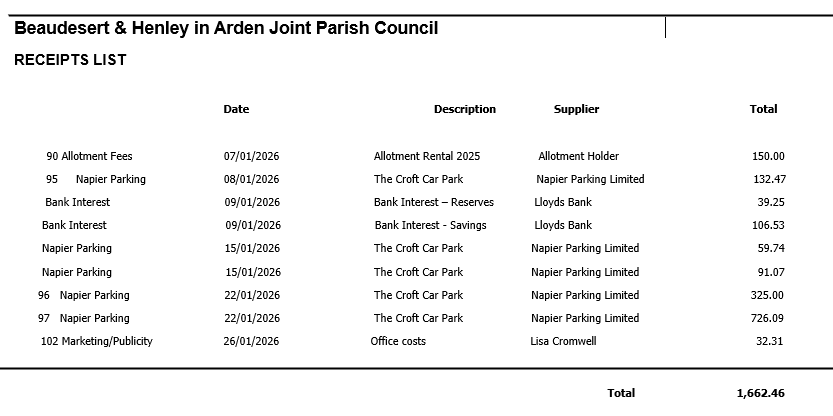 Beaudesert & Henley in Arden Joint Parish Council
RECEIPTS LIST
Date Description Supplier Total
90 Allotment Fees 07/01/2026 Allotment Rental 2025 Allotment Holder 150.00
95 Napier Parking 08/01/2026 The Croft Car Park Napier Parking Limited 132.47
Bank Interest 09/01/2026 Bank Interest – Reserves Lloyds Bank 39.25
Bank Interest 09/01/2026 Bank Interest - Savings Lloyds Bank 106.53
Napier Parking 15/01/2026 The Croft Car Park Napier Parking Limited 59.74
Napier Parking 15/01/2026 The Croft Car Park Napier Parking Limited 91.07
96 Napier Parking 22/01/2026 The Croft Car Park Napier Parking Limited 325.00
97 Napier Parking 22/01/2026 The Croft Car Park Napier Parking Limited 726.09
102 Marketing/Publicity 26/01/2026 Office costs Lisa Cromwell 32.31
Total 1,662.46